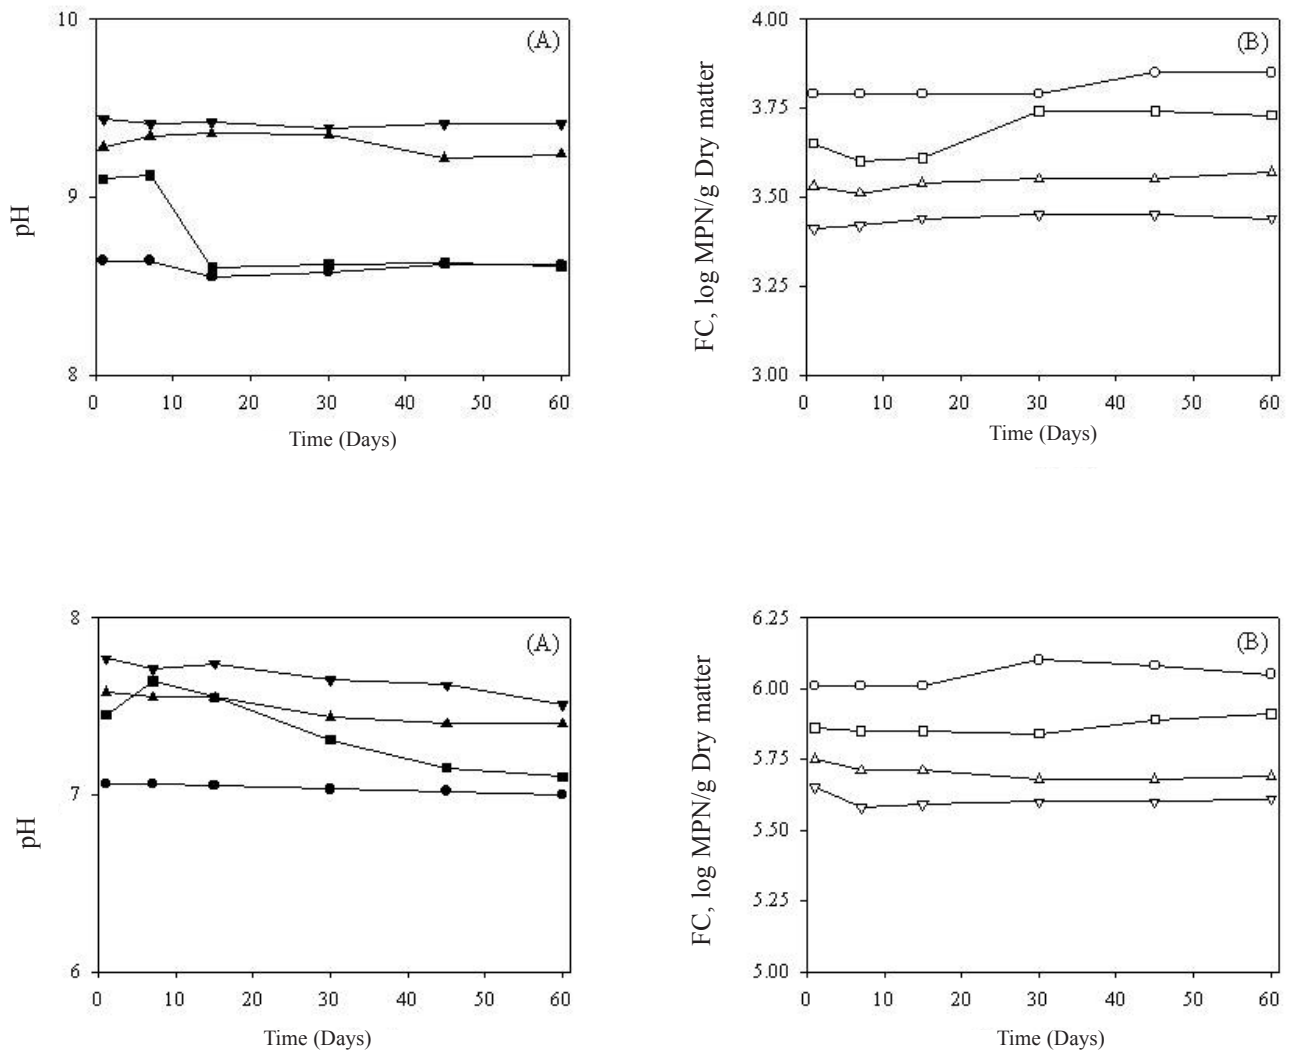 10
9
8
pH
(A)
0 10 20 30 40 50 60
Time (Days)
4.00
3.75
3.50
3.25
3.00
FC, log MPN/g Dry matter
(B)
0 10 20 30 40 50 60
Time (Days)
8
7
6
pH
(A)
0 10 20 30 40 50 60
Time (Days)
6.25
6.00
5.75
5.50
5.25
5.00
FC, log MPN/g Dry matter
(B)
0 10 20 30 40 50 60
Time (Days)